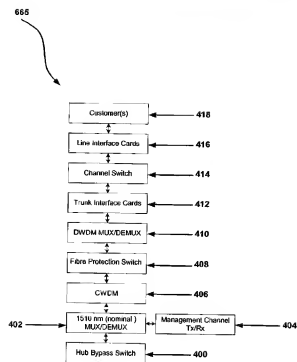 665
Customer(s)
418
Line Interface Cards
416
Channel Switch
414
Trunk Interface Cards
412
DWDM MUX/DEMUX
410
Fibre Protection Switch
408
CWDM
406
402
1510 nm (nominal )
MUX/DEMUX
Management Channel
Tx/Rx
404
Hub Bypass Switch
400